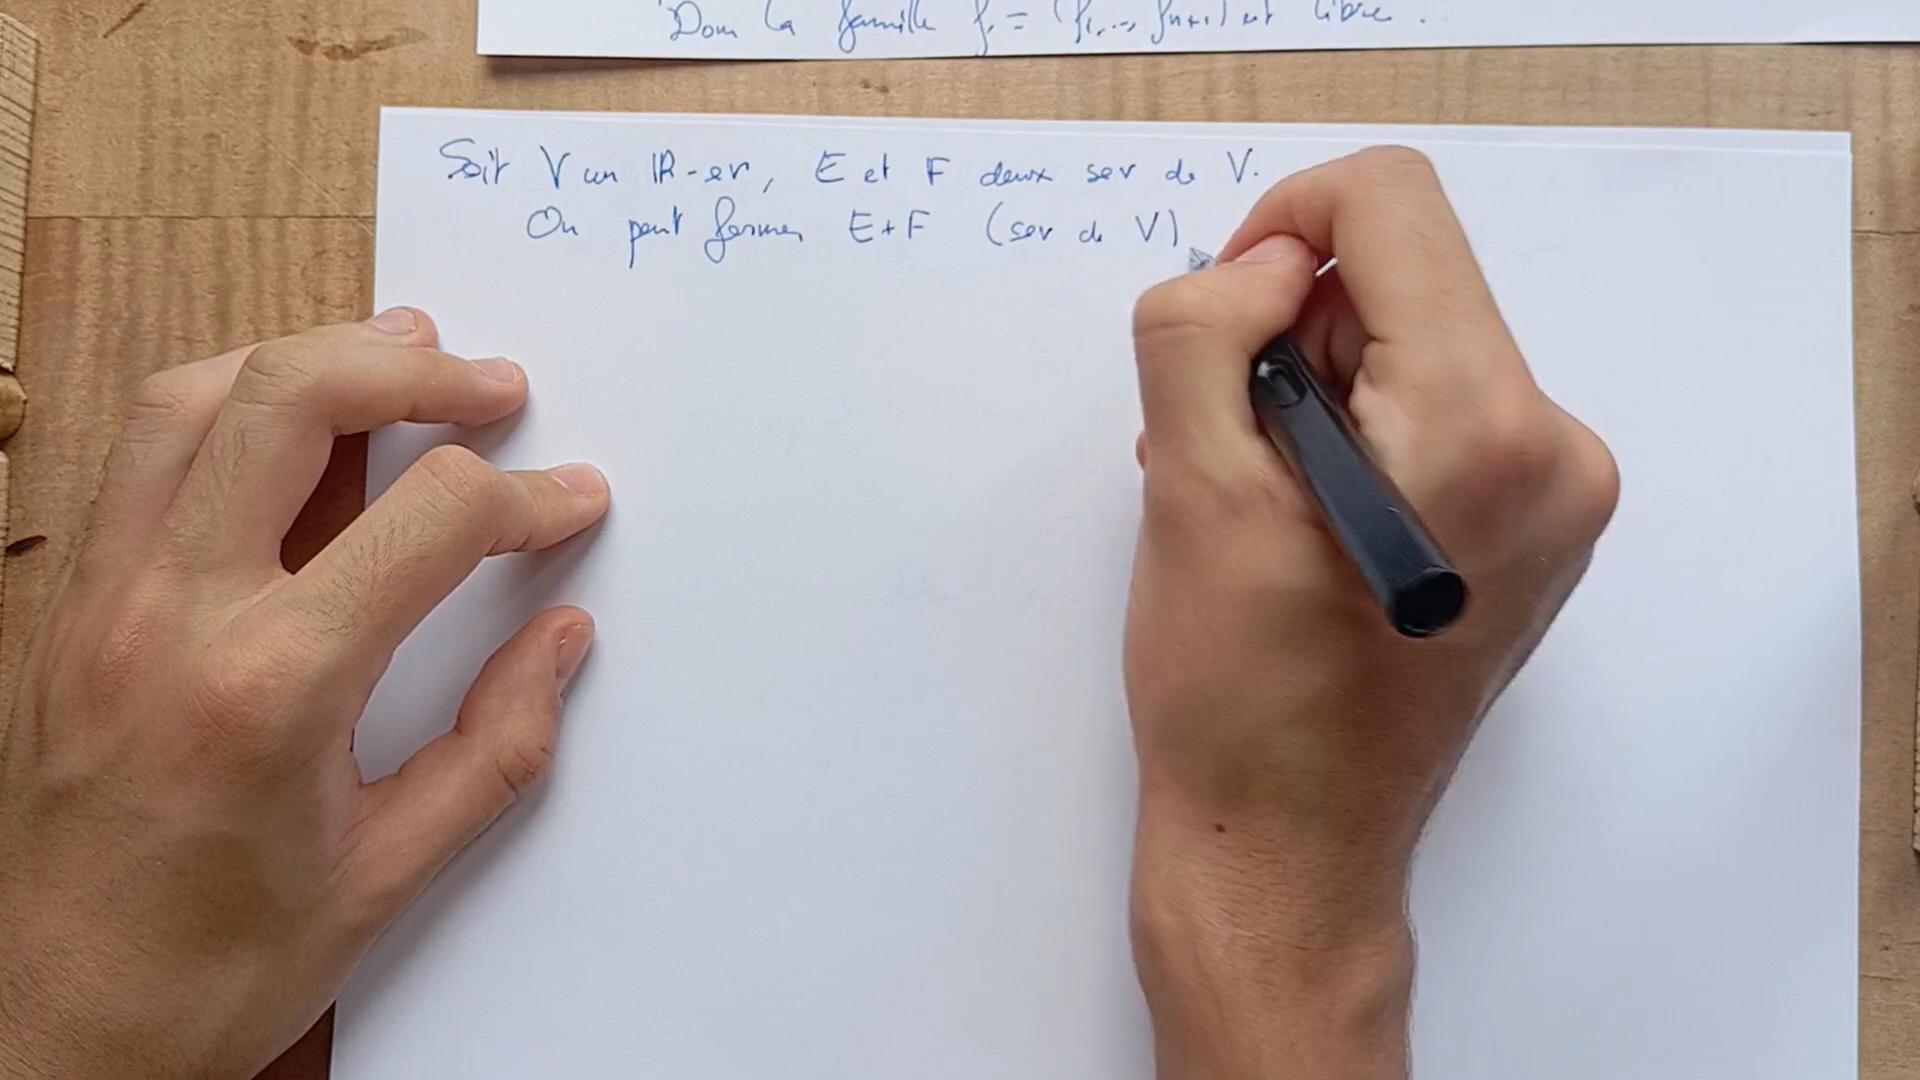 Donc la famille f, = (f1,..., fn+1) est libre.
Soit V un IR-ev, E et F deux sev de V.
On peut former E+F (sev de V)